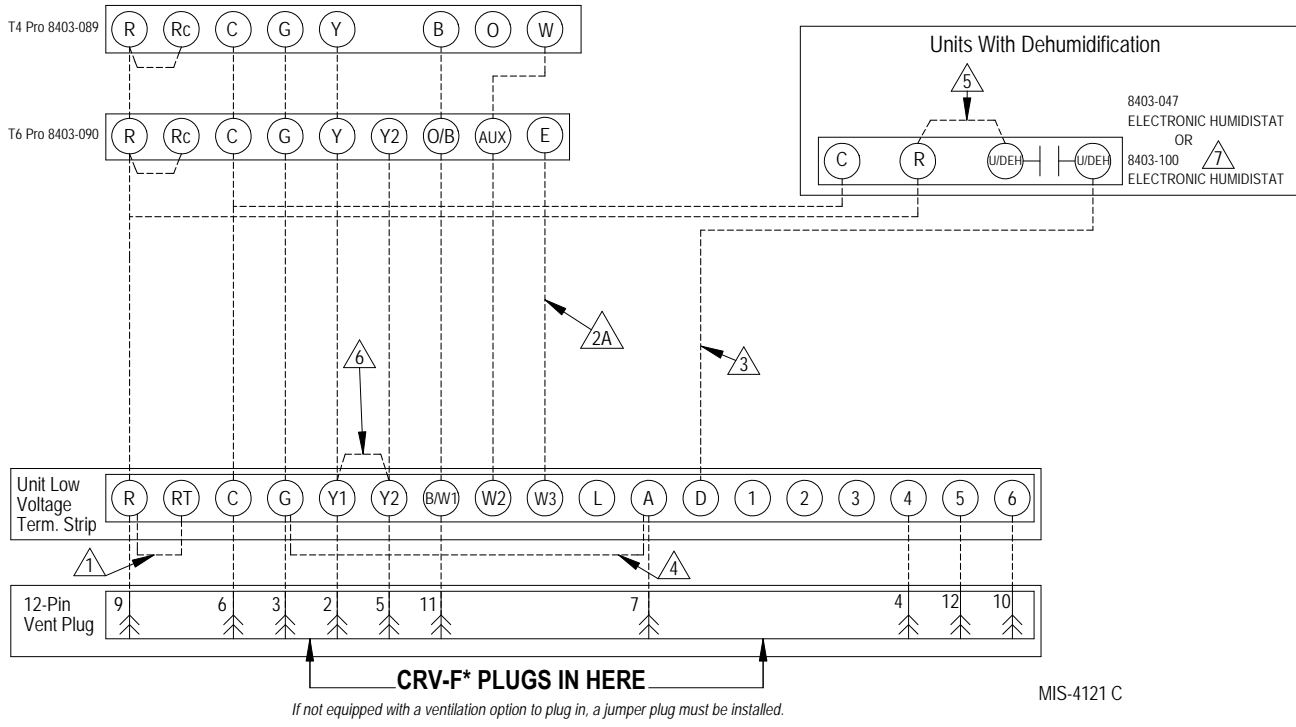 T4 Pro 8403-089 R Rc C G Y B O W
T6 Pro 8403-090 R Rc C G Y Y2 O/B AUX E
Units With Dehumidification
5
C R U/DEH U/DEH
8403-047
ELECTRONIC HUMIDISTAT
OR
8403-100 7
ELECTRONIC HUMIDISTAT
2A
6
3
Unit Low
Voltage
Term. Strip
R RT C G Y1 Y2 B/W1 W2 W3 L A D 1 2 3 4 5 6
1
4
12-Pin
Vent Plug
9 6 3 2 5 11 7 4 12 10
CRV-F* PLUGS IN HERE
If not equipped with a ventilation option to plug in, a jumper plug must be installed.
MIS-4121 C